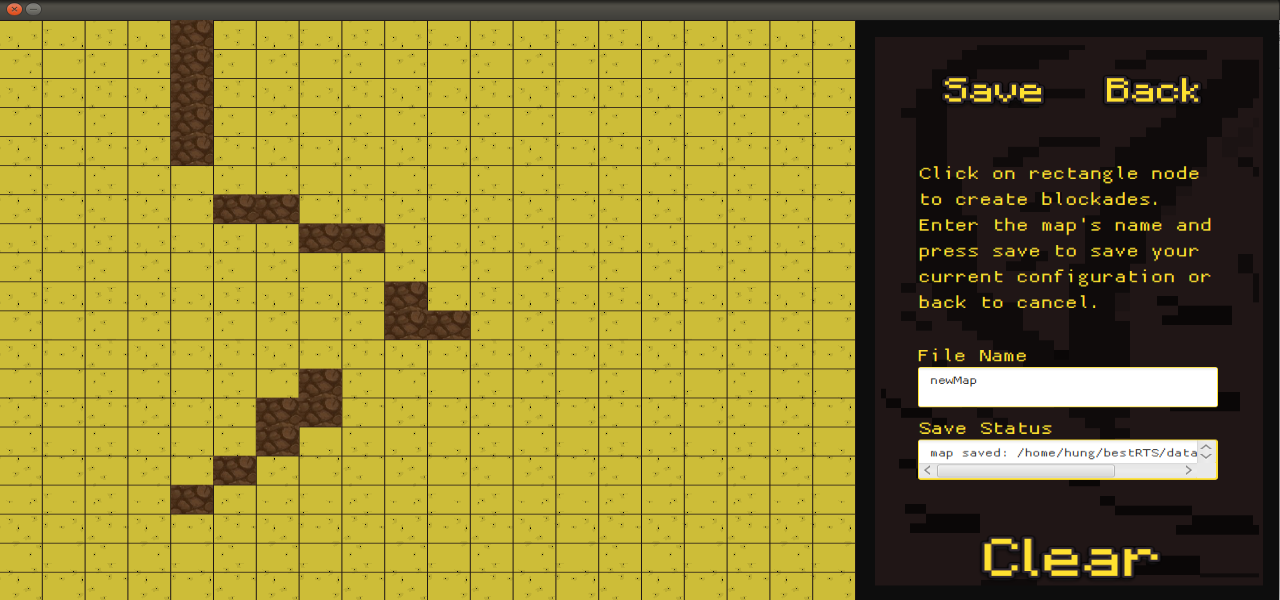 Save Back
Click on rectangle node
to create blockades.
Enter the map's name and
press save to save your
current configuration or
back to cancel.
File Name
newMap
Save Status
map saved: /home/hung/bestRTS/data
Clear